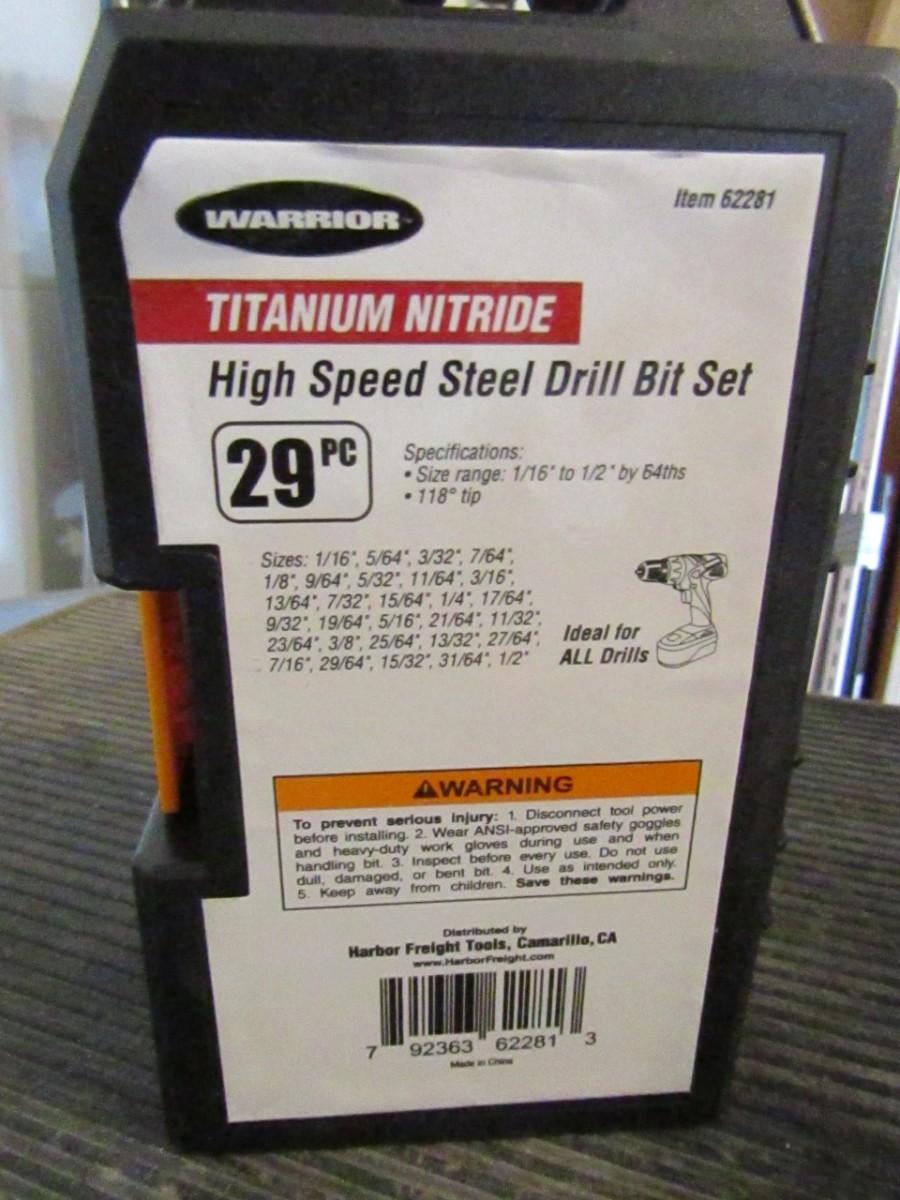 WARRIOR
Item 62281
TITANIUM NITRIDE
High Speed Steel Drill Bit Set
29 PC
Specifications:
• Size range: 1/16" to 1/2" by 64ths
• 118° tip
Sizes: 1/16", 5/64", 3/32", 7/64",
1/8", 9/64", 5/32", 11/64", 3/16",
13/64", 7/32", 15/64", 1/4", 17/64",
9/32", 19/64", 5/16", 21/64", 11/32",
23/64", 3/8", 25/64", 13/32", 27/64",
7/16", 29/64", 15/32", 31/64", 1/2"
Ideal for
ALL Drills
⚠WARNING
To prevent serious injury: 1. Disconnect tool power
before installing. 2. Wear ANSI-approved safety goggles
and heavy-duty work gloves during use and when
handling bit. 3. Inspect before every use. Do not use
dull, damaged, or bent bit. 4. Use as intended only.
5. Keep away from children. Save these warnings.
Distributed by
Harbor Freight Tools, Camarillo, CA
www.HarborFreight.com
7 92363 62281 3
Made in China